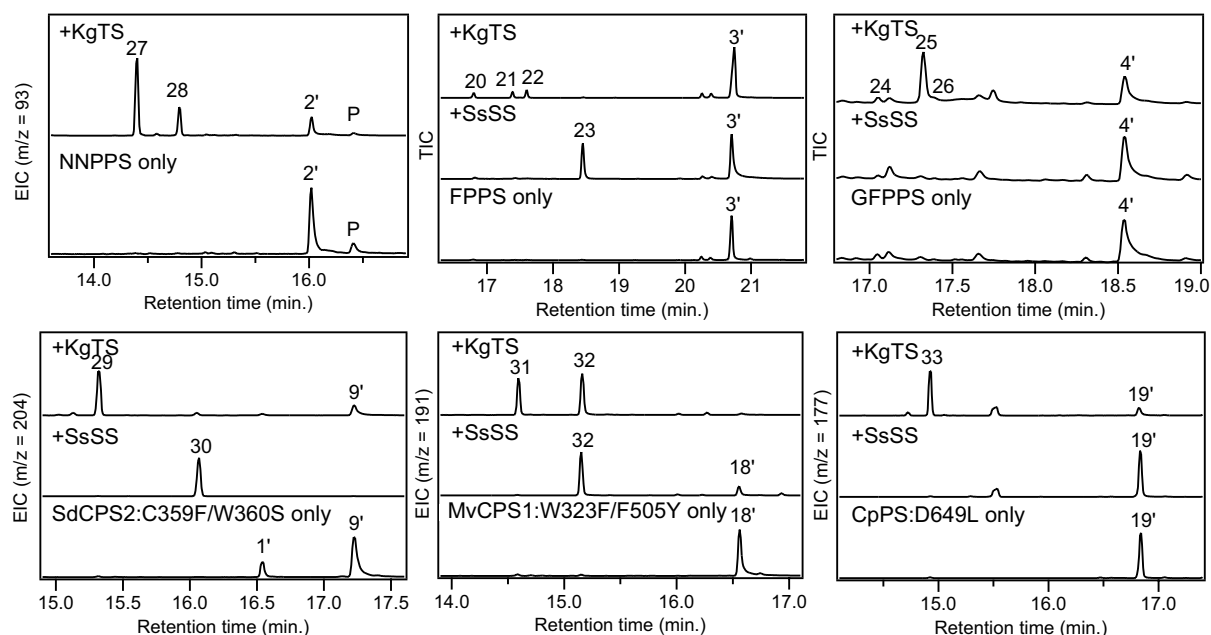 EIC (m/z = 93)
+KgTS
27
28
2'
P
NNPPS only
2'
P
14.0 15.0 16.0
Retention time (min.)
TIC
+KgTS
20 21 22
3'
+SsSS
23
3'
FPPS only
3'
17 18 19 20 21
Retention time (min.)
TIC
+KgTS
24
25
26
4'
+SsSS
4'
GFPPS only
4'
17.0 17.5 18.0 18.5 19.0
Retention time (min.)
EIC (m/z = 204)
+KgTS
29
9'
+SsSS
30
SdCPS2:C359F/W360S only
1'
9'
15.0 15.5 16.0 16.5 17.0 17.5
Retention time (min.)
EIC (m/z = 191)
+KgTS
31
32
+SsSS
32
18'
MvCPS1:W323F/F505Y only
18'
14.0 15.0 16.0 17.0
Retention time (min.)
EIC (m/z = 177)
+KgTS
33
19'
+SsSS
19'
CpPS:D649L only
19'
15.0 16.0 17.0
Retention time (min.)